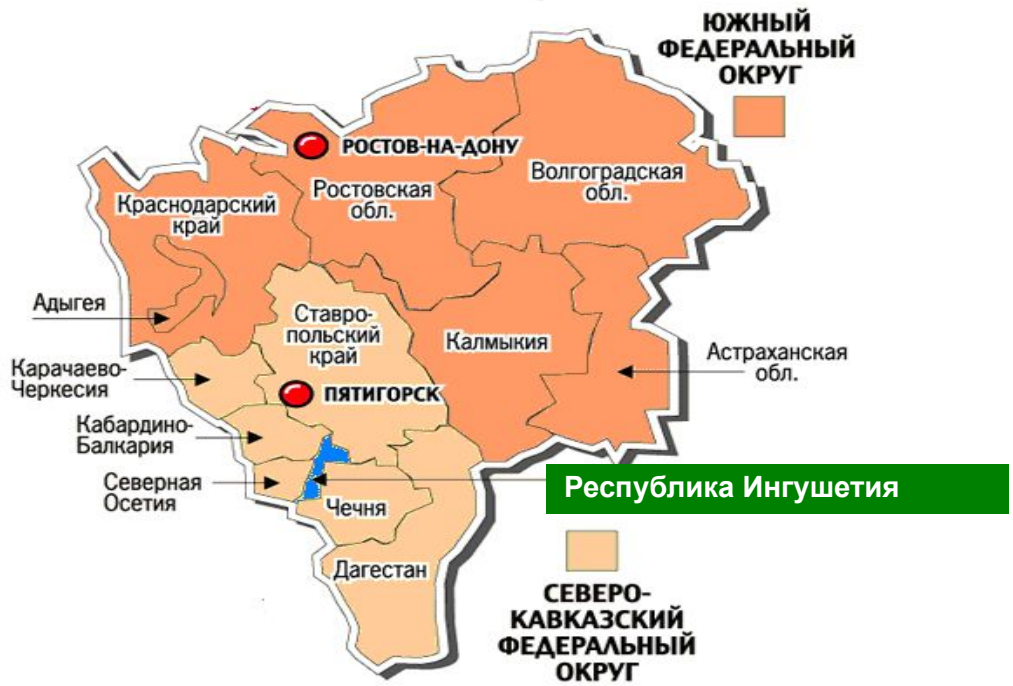 ЮЖНЫЙ
ФЕДЕРАЛЬНЫЙ
ОКРУГ
РОСТОВ-НА-ДОНУ
Ростовская
обл.
Волгоградская
обл.
Краснодарский
край
Адыгея
Ставро-
польский
край
Калмыкия
Астраханская
обл.
Карачаево-
Черкесия
ПЯТИГОРСК
Кабардино-
Балкария
Северная
Осетия
Республика Ингушетия
Чечня
Дагестан
СЕВЕРО-
КАВКАЗСКИЙ
ФЕДЕРАЛЬНЫЙ
ОКРУГ